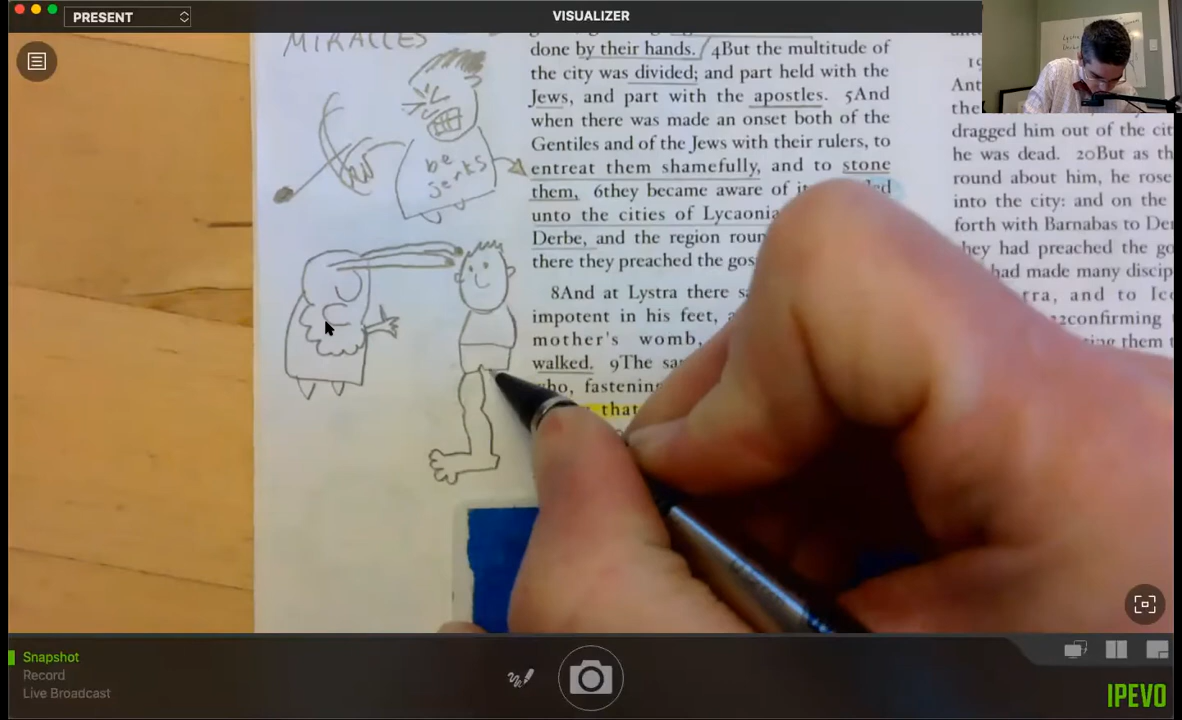 PRESENT
VISUALIZER
MIRACLES
be
jerks
done by their hands. 4But the multitude of
the city was divided; and part held with the
Jews, and part with the apostles. 5And
when there was made an onset both of the
Gentiles and of the Jews with their rulers, to
entreat them shamefully, and to stone
them, 6they became aware of it,
unto the cities of Lycaonia
Derbe, and the region roun
there they preached the gos
8And at Lystra there sa
impotent in his feet, a
mother's womb,
walked. 9The sa
who, fastening
that
19
Ant
the
dragged him out of the cit
he was dead. 20But as th
round about him, he rose
into the city: and on the
forth with Barnabas to De
they had preached the go
had made many discip
tra, and to Ic
22confirming
ing them t
Snapshot
Record
Live Broadcast
IPEVO